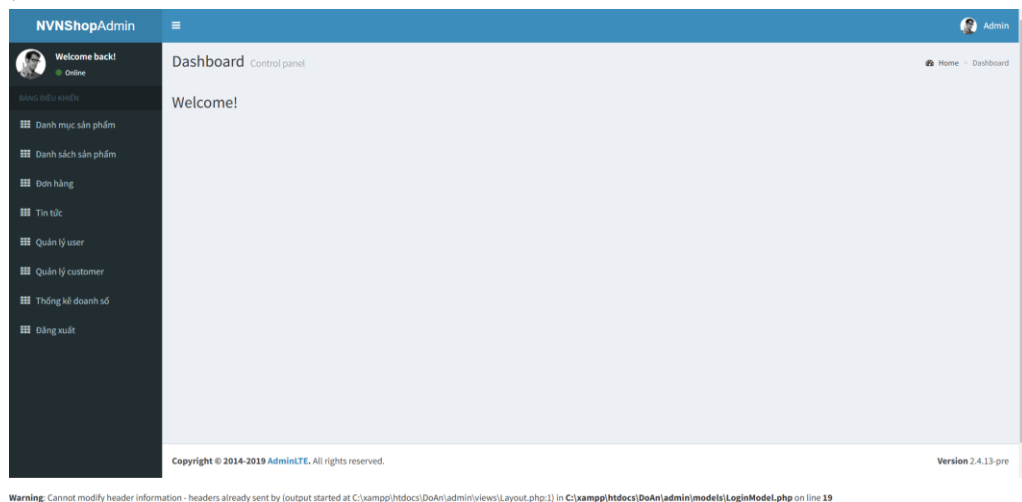 NVNShopAdmin
Admin
Welcome back!
Online
Dashboard Control panel
Home
Dashboard
BẢNG ĐIỀU KHIỂN
Welcome!
Danh mục sản phẩm
Danh sách sản phẩm
Đơn hàng
Tin tức
Quản lý user
Quản lý customer
Thống kê doanh số
Đăng xuất
Copyright © 2014-2019 AdminLTE. All rights reserved.
Version 2.4.13-pre
Warning: Cannot modify header information - headers already sent by (output started at C:\xampp\htdocs\DoAn\admin\views\Layout.php:1) in C:\xampp\htdocs\DoAn\admin\models\LoginModel.php on line 19